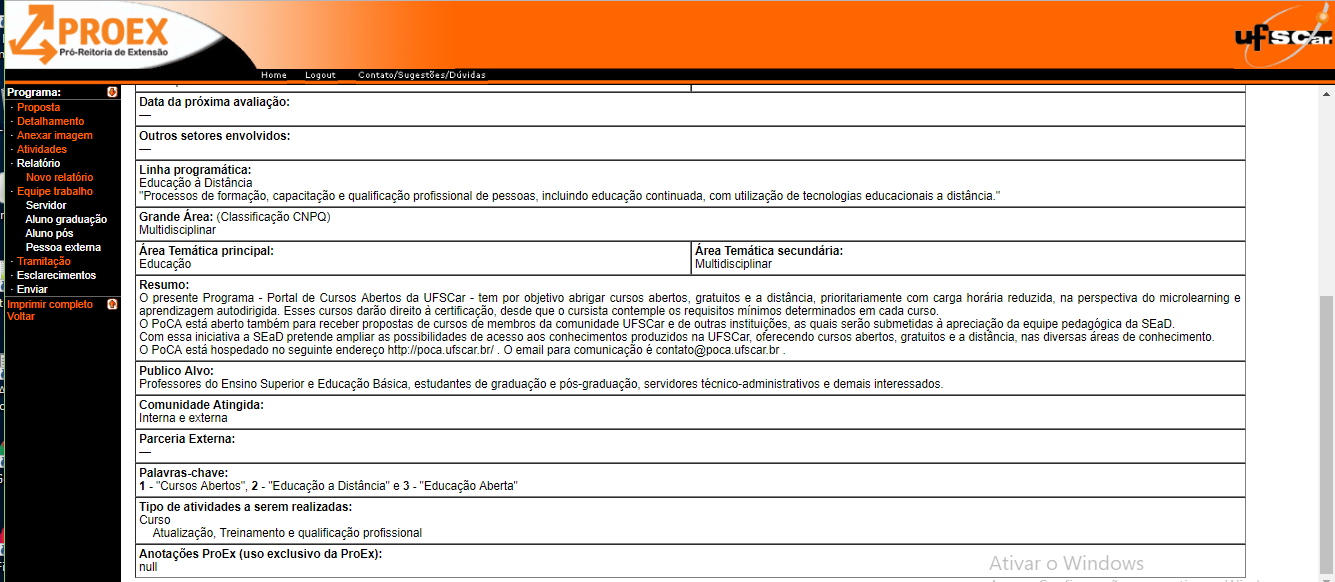 PROEX
Pró-Reitoria de Extensão
ufscar
Home Logout Contato/Sugestões/Dúvidas
Programa:
· Proposta
· Detalhamento
· Anexar imagem
· Atividades
· Relatório
Novo relatório
· Equipe trabalho
Servidor
Aluno graduação
Aluno pós
Pessoa externa
· Tramitação
· Esclarecimentos
· Enviar
Imprimir completo
Voltar
Data da próxima avaliação:
—
Outros setores envolvidos:
—
Linha programática:
Educação à Distância
"Processos de formação, capacitação e qualificação profissional de pessoas, incluindo educação continuada, com utilização de tecnologias educacionais a distância."
Grande Área: (Classificação CNPQ)
Multidisciplinar
Área Temática principal:
Educação
Área Temática secundária:
Multidisciplinar
Resumo:
O presente Programa - Portal de Cursos Abertos da UFSCar - tem por objetivo abrigar cursos abertos, gratuitos e a distância, prioritariamente com carga horária reduzida, na perspectiva do microlearning e
aprendizagem autodirigida. Esses cursos darão direito à certificação, desde que o cursista contemple os requisitos mínimos determinados em cada curso.
O PoCA está aberto também para receber propostas de cursos de membros da comunidade UFSCar e de outras instituições, as quais serão submetidas à apreciação da equipe pedagógica da SEaD.
Com essa iniciativa a SEaD pretende ampliar as possibilidades de acesso aos conhecimentos produzidos na UFSCar, oferecendo cursos abertos, gratuitos e a distância, nas diversas áreas de conhecimento.
O PoCA está hospedado no seguinte endereço http://poca.ufscar.br/ . O email para comunicação é contato@poca.ufscar.br .
Publico Alvo:
Professores do Ensino Superior e Educação Básica, estudantes de graduação e pós-graduação, servidores técnico-administrativos e demais interessados.
Comunidade Atingida:
Interna e externa
Parceria Externa:
—
Palavras-chave:
1 - "Cursos Abertos", 2 - "Educação a Distância" e 3 - "Educação Aberta"
Tipo de atividades a serem realizadas:
Curso
Atualização, Treinamento e qualificação profissional
Anotações ProEx (uso exclusivo da ProEx):
null
Ativar o Windows